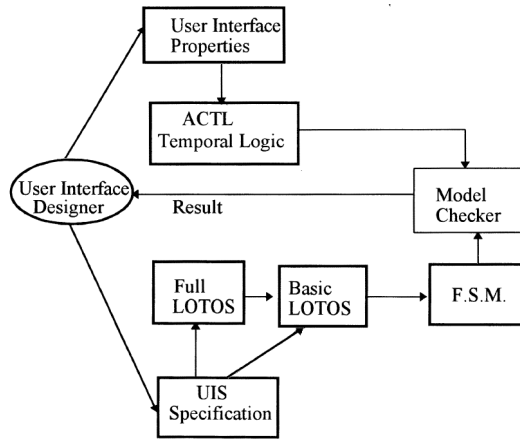 User Interface
Properties
ACTL
Temporal Logic
User Interface
Designer
Result
Model
Checker
Full
LOTOS
Basic
LOTOS
F.S.M.
UIS
Specification